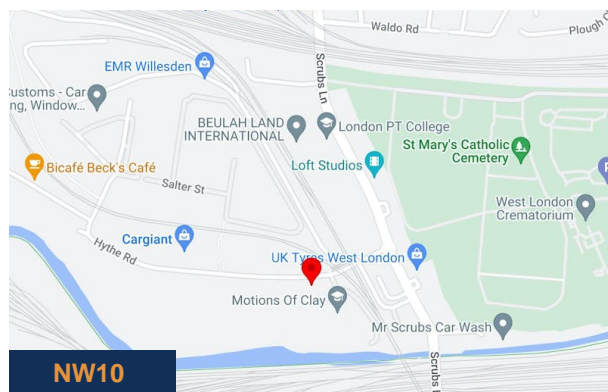 Waldo Rd
Plough C
EMR Willesden
Scrubs Ln
Customs - Car
ng, Window...
BEULAH LAND
INTERNATIONAL
London PT College
St Mary's Catholic
Cemetery
Loft Studios
Bicafé Beck's Café
Salter St
West London
Crematorium
Cargiant
Hythe Rd
UK Tyres West London
Motions Of Clay
Mr Scrubs Car Wash
Scrubs
NW10